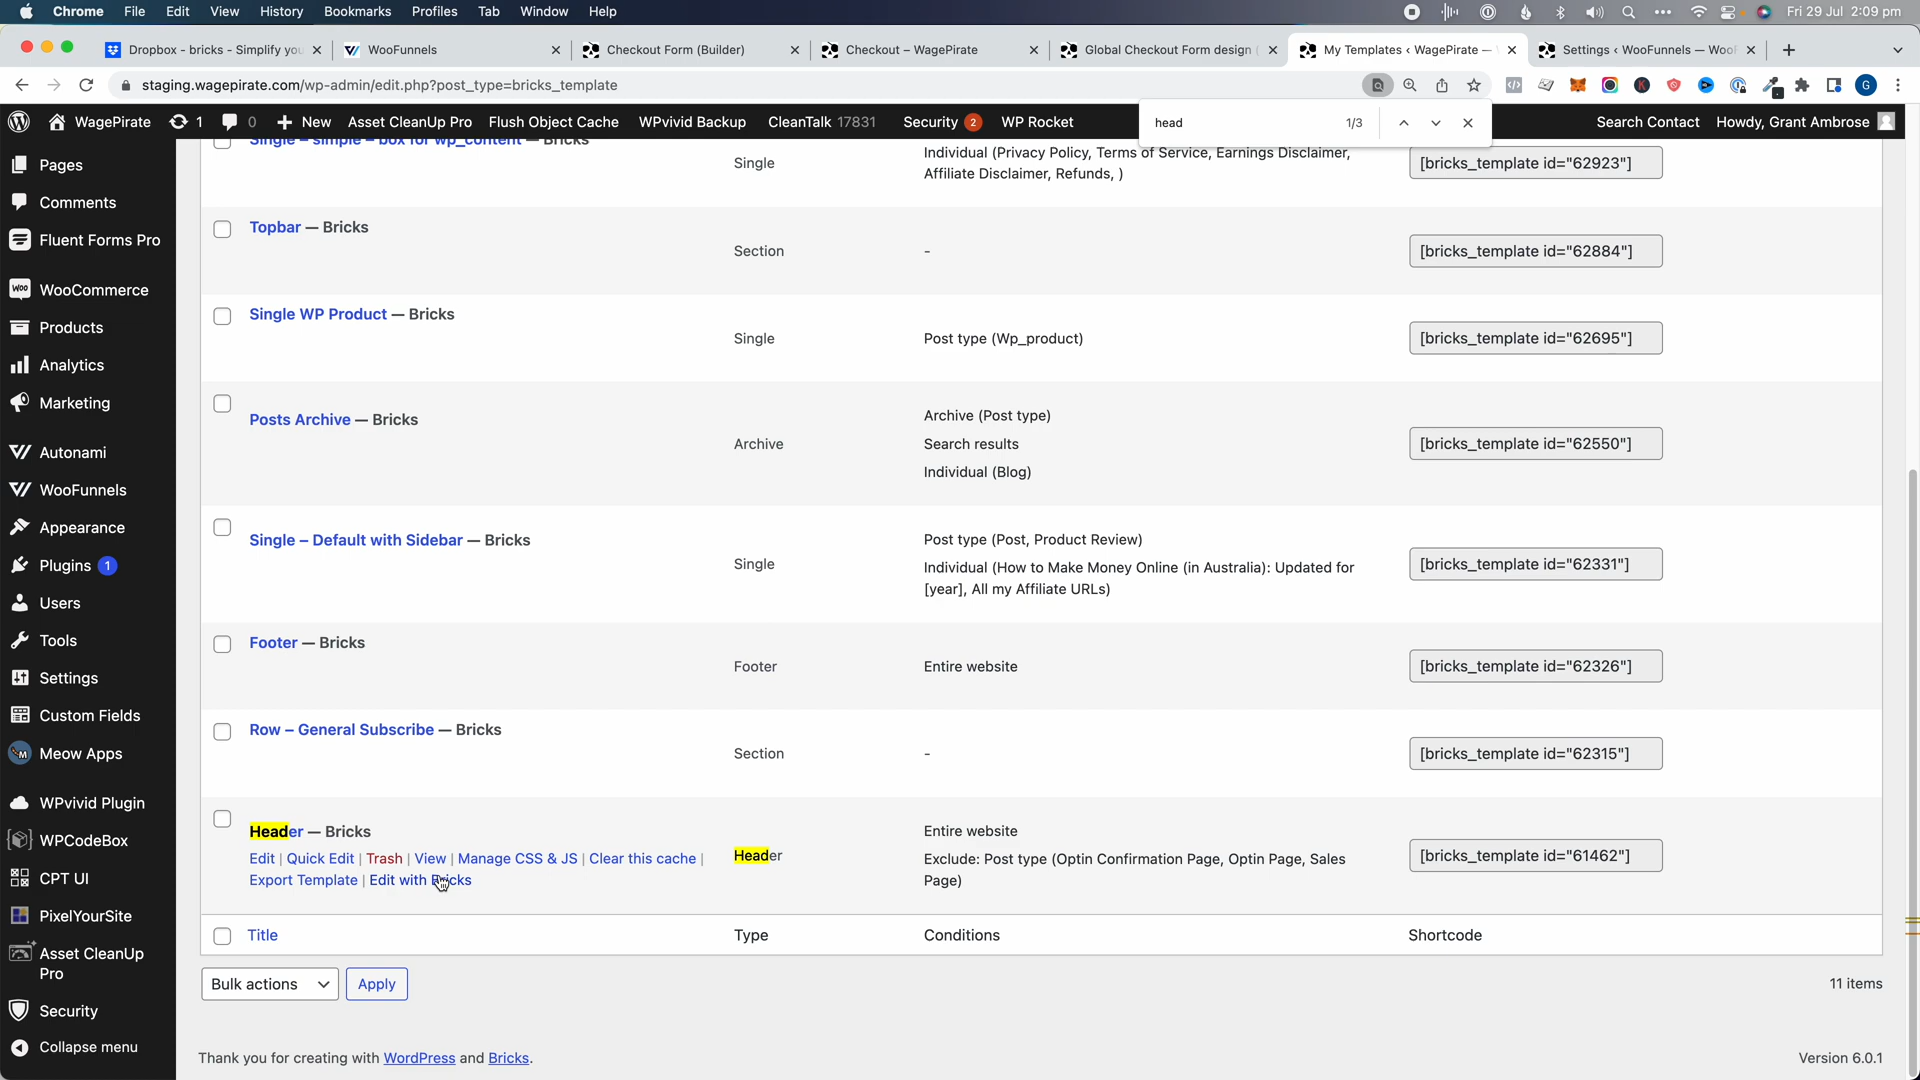 Chrome File Edit View History Bookmarks Profiles Tab Window Help Fri 29 Jul 2:09 pm
Dropbox - bricks - Simplify you WooFunnels Checkout Form (Builder) Checkout – WagePirate Global Checkout Form design My Templates ‹ WagePirate — Settings ‹ WooFunnels — Woo
staging.wagepirate.com/wp-admin/edit.php?post_type=bricks_template
WagePirate 1 0 New Asset CleanUp Pro Flush Object Cache WPvivid Backup CleanTalk 17831 Security 2 WP Rocket Search Contact Howdy, Grant Ambrose
head 1/3
Pages
Comments
Fluent Forms Pro
WooCommerce
Products
Analytics
Marketing
Autonami
WooFunnels
Appearance
Plugins 1
Users
Tools
Settings
Custom Fields
Meow Apps
WPvivid Plugin
WPCodeBox
CPT UI
PixelYourSite
Asset CleanUp
Pro
Security
Collapse menu
Single – simple – box for wp_content — Bricks
Single
Individual (Privacy Policy, Terms of Service, Earnings Disclaimer,
Affiliate Disclaimer, Refunds, )
[bricks_template id="62923"]
Topbar — Bricks
Section
-
[bricks_template id="62884"]
Single WP Product — Bricks
Single
Post type (Wp_product)
[bricks_template id="62695"]
Posts Archive — Bricks
Archive
Archive (Post type)
Search results
Individual (Blog)
[bricks_template id="62550"]
Single – Default with Sidebar — Bricks
Single
Post type (Post, Product Review)
Individual (How to Make Money Online (in Australia): Updated for
[year], All my Affiliate URLs)
[bricks_template id="62331"]
Footer — Bricks
Footer
Entire website
[bricks_template id="62326"]
Row – General Subscribe — Bricks
Section
-
[bricks_template id="62315"]
Header — Bricks
Edit | Quick Edit | Trash | View | Manage CSS & JS | Clear this cache |
Export Template | Edit with Bricks
Header
Entire website
Exclude: Post type (Optin Confirmation Page, Optin Page, Sales
Page)
[bricks_template id="61462"]
Title Type Conditions Shortcode
Bulk actions Apply 11 items
Thank you for creating with WordPress and Bricks. Version 6.0.1